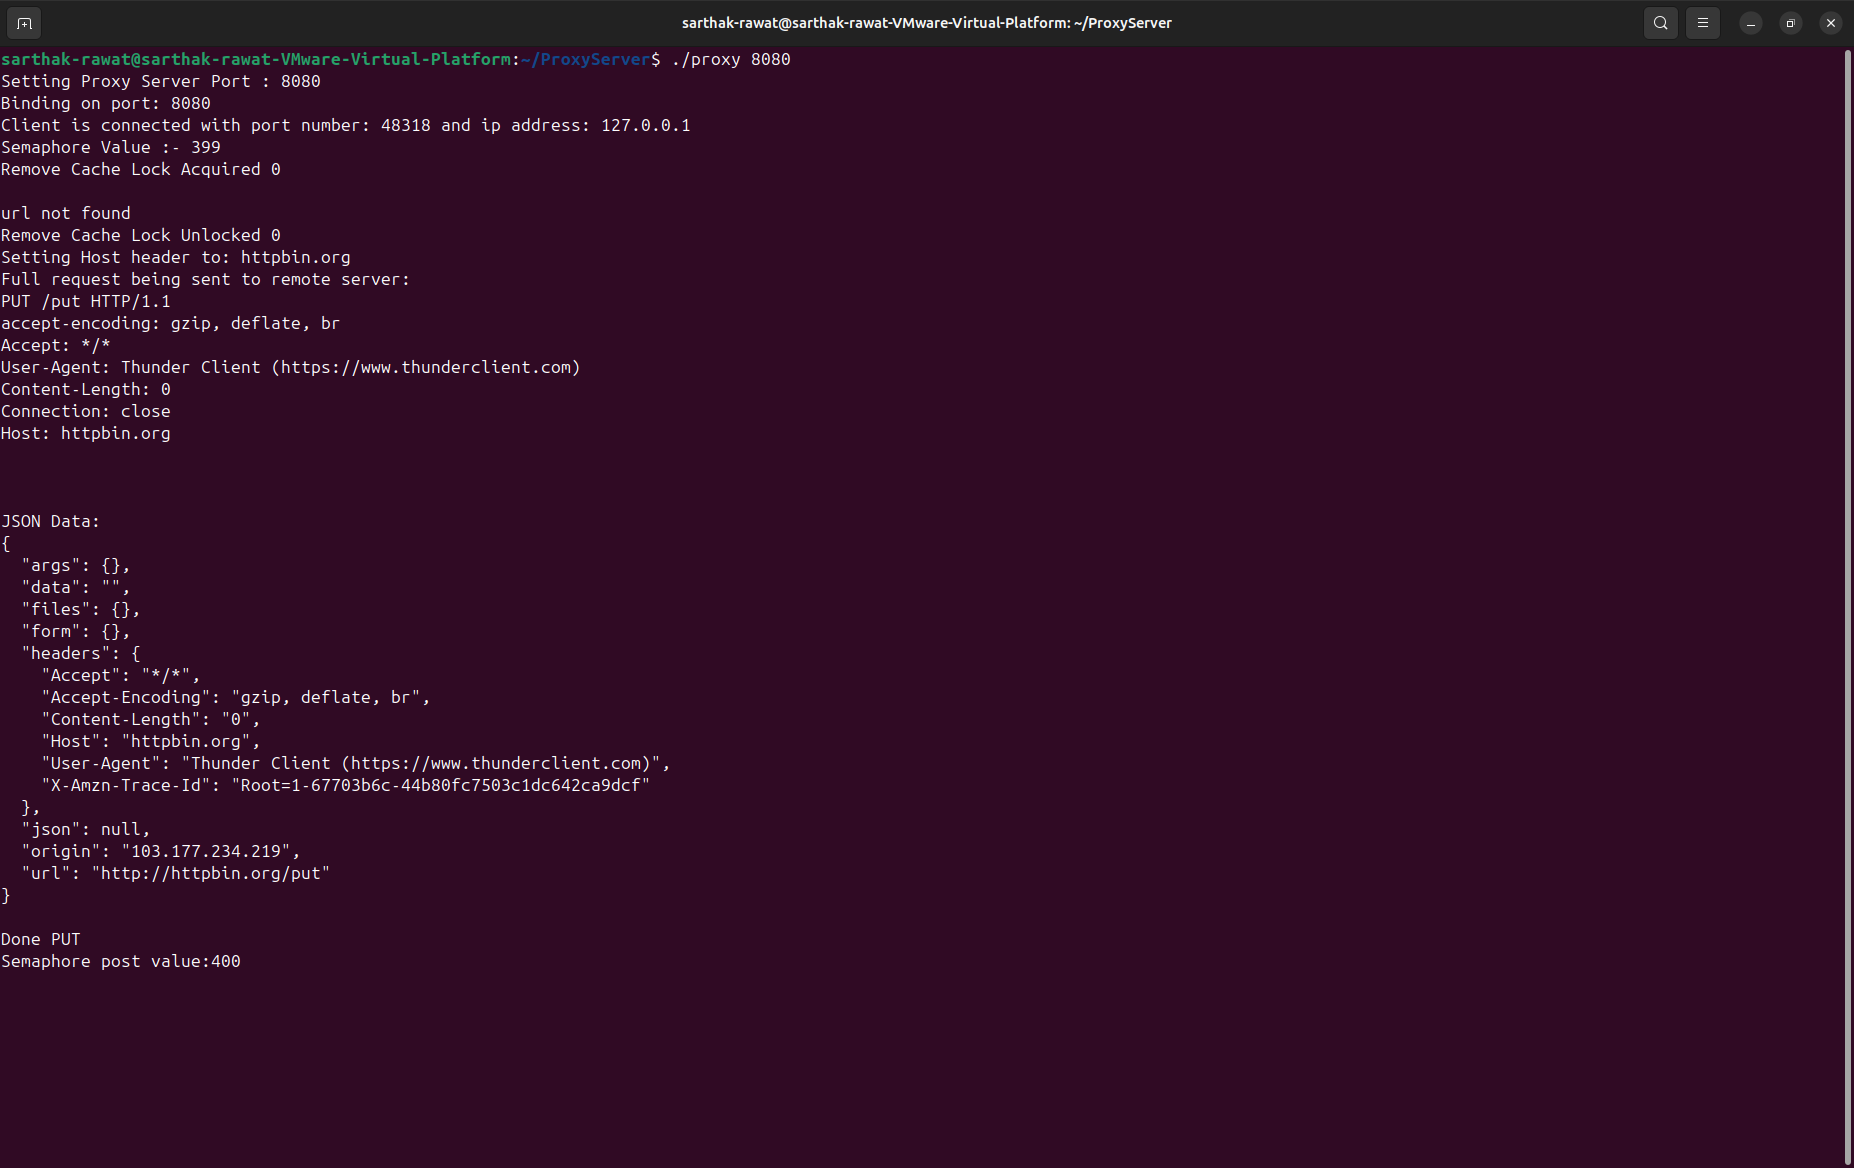 sarthak-rawat@sarthak-rawat-VMware-Virtual-Platform: ~/ProxyServer
sarthak-rawat@sarthak-rawat-VMware-Virtual-Platform:~/ProxyServer$ ./proxy 8080
Setting Proxy Server Port : 8080
Binding on port: 8080
Client is connected with port number: 48318 and ip address: 127.0.0.1
Semaphore Value :- 399
Remove Cache Lock Acquired 0

url not found
Remove Cache Lock Unlocked 0
Setting Host header to: httpbin.org
Full request being sent to remote server:
PUT /put HTTP/1.1
accept-encoding: gzip, deflate, br
Accept: */*
User-Agent: Thunder Client (https://www.thunderclient.com)
Content-Length: 0
Connection: close
Host: httpbin.org

JSON Data:
{
  "args": {},
  "data": "",
  "files": {},
  "form": {},
  "headers": {
    "Accept": "*/*",
    "Accept-Encoding": "gzip, deflate, br",
    "Content-Length": "0",
    "Host": "httpbin.org",
    "User-Agent": "Thunder Client (https://www.thunderclient.com)",
    "X-Amzn-Trace-Id": "Root=1-67703b6c-44b80fc7503c1dc642ca9dcf"
  },
  "json": null,
  "origin": "103.177.234.219",
  "url": "http://httpbin.org/put"
}

Done PUT
Semaphore post value:400